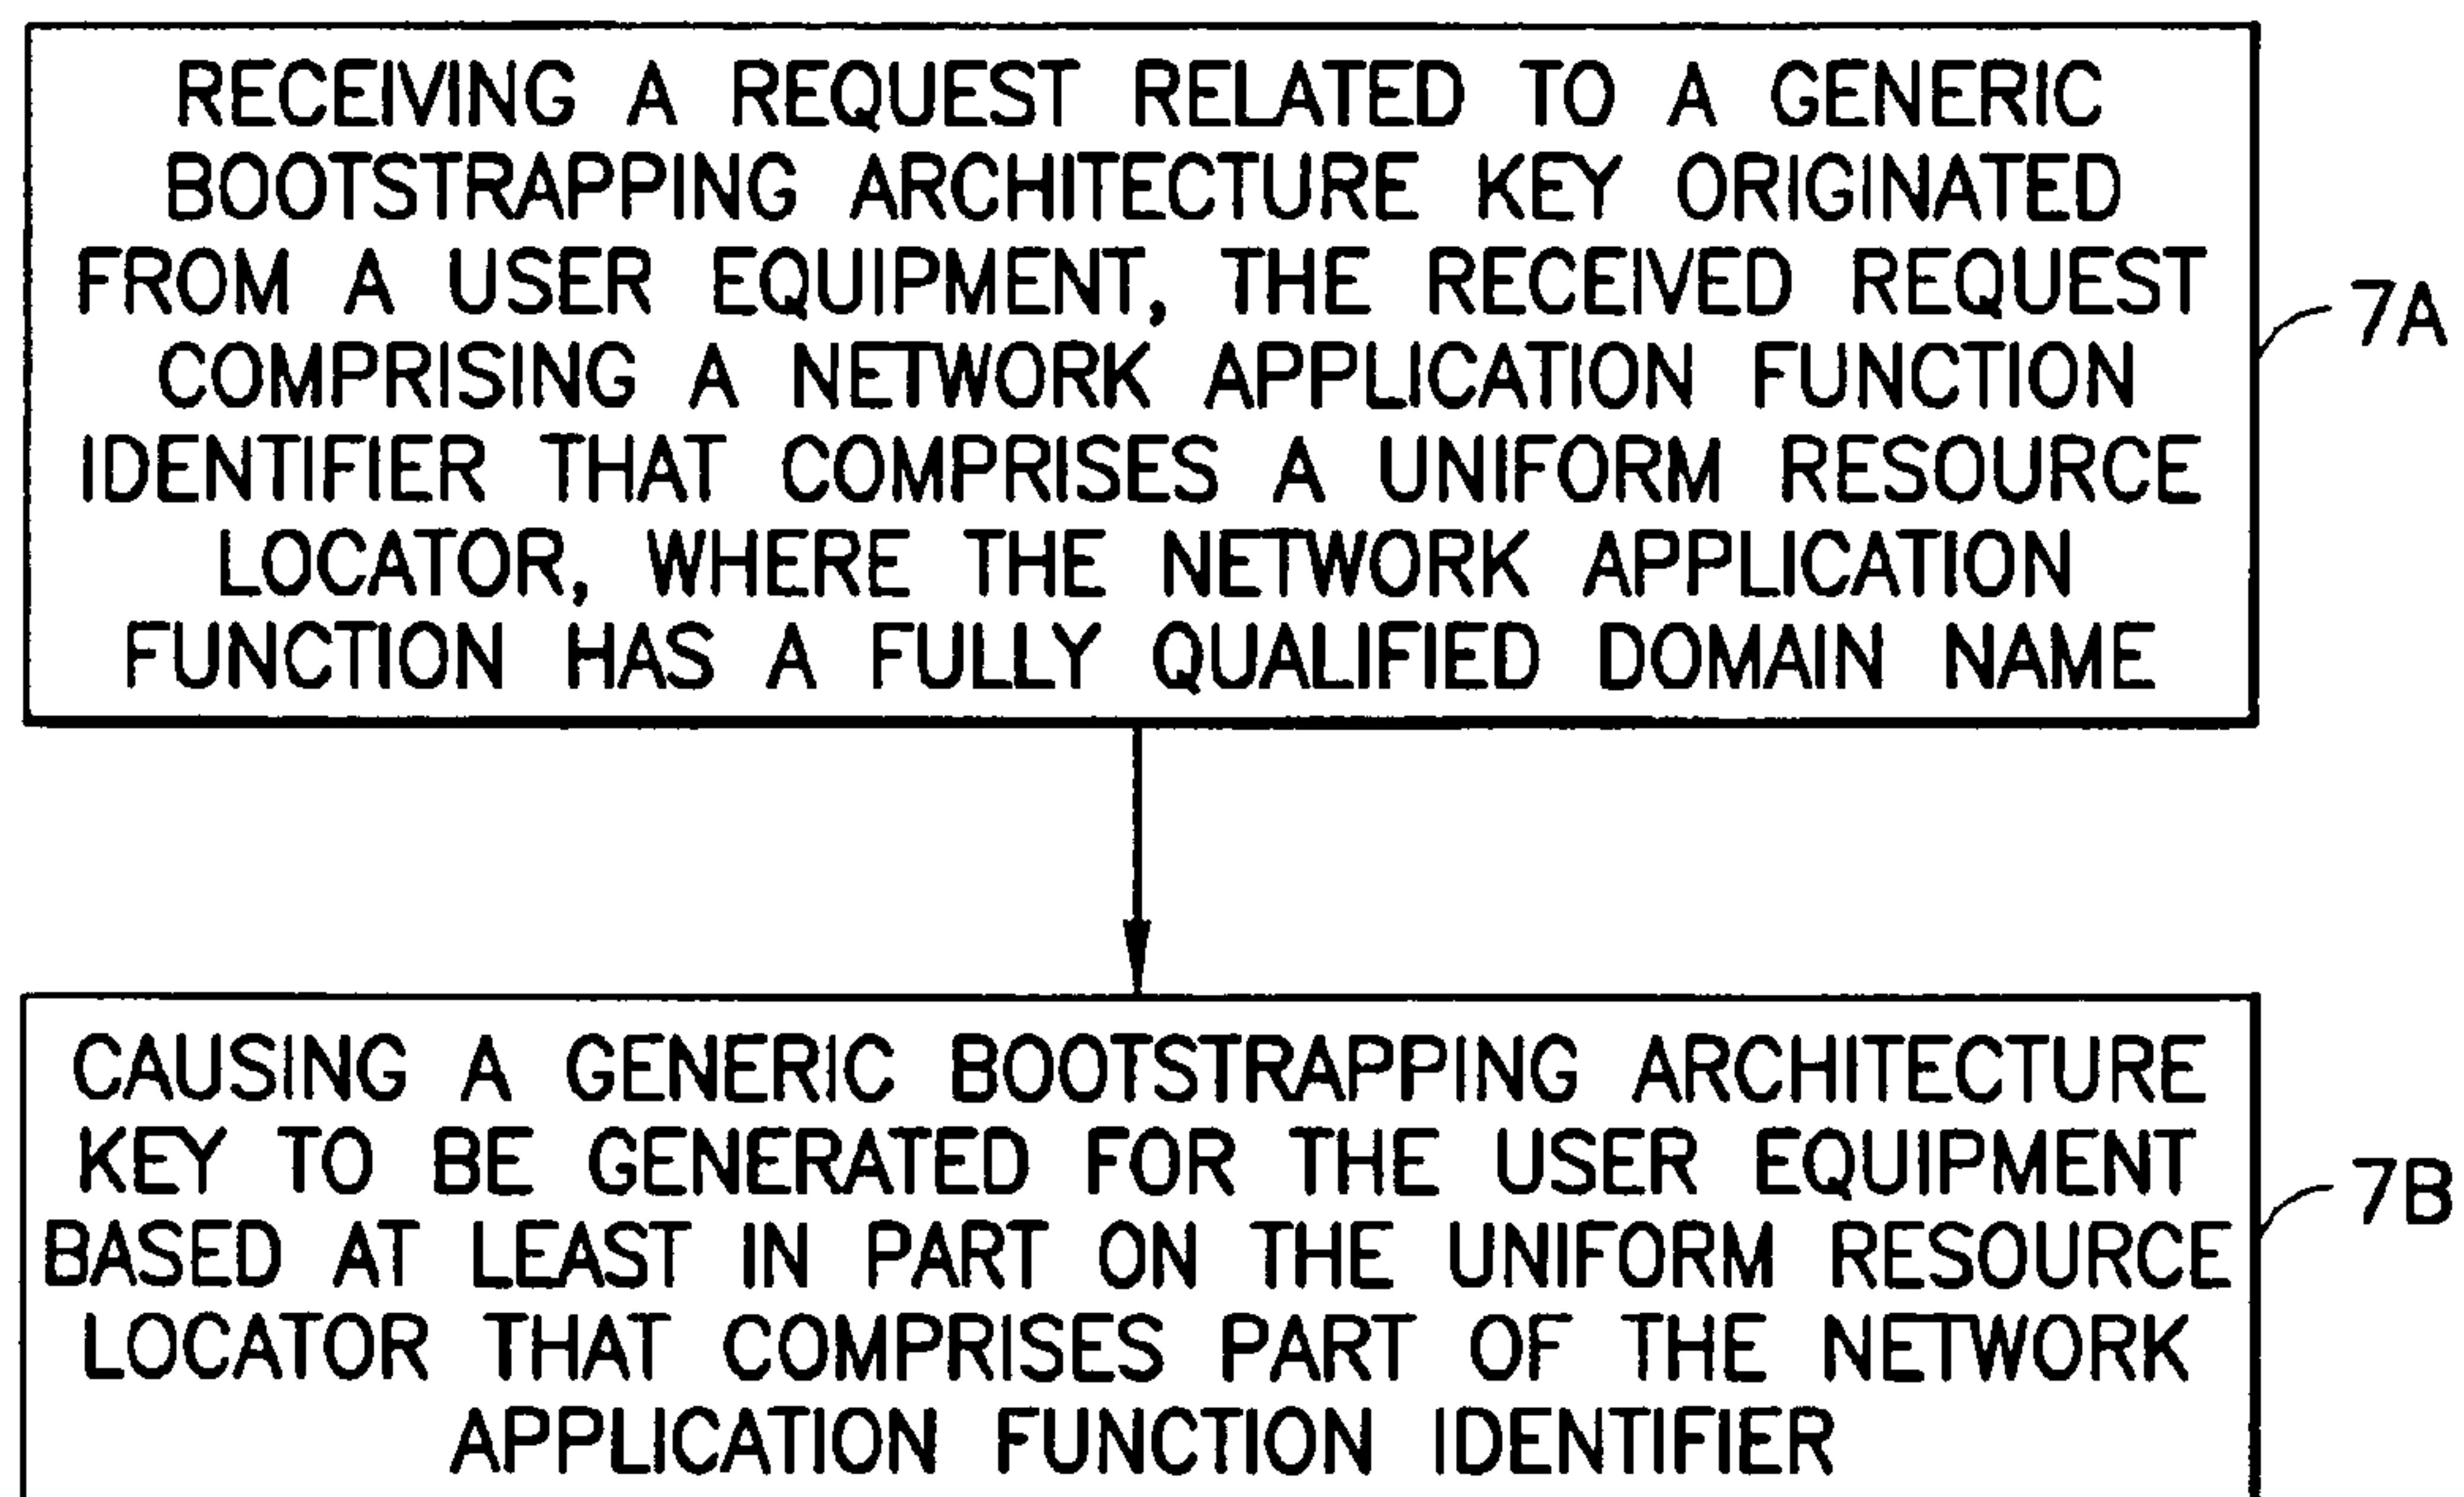 RECEIVING A REQUEST RELATED TO A GENERIC
BOOTSTRAPPING ARCHITECTURE KEY ORIGINATED
FROM A USER EQUIPMENT, THE RECEIVED REQUEST
COMPRISING A NETWORK APPLICATION FUNCTION
IDENTIFIER THAT COMPRISES A UNIFORM RESOURCE
LOCATOR, WHERE THE NETWORK APPLICATION
FUNCTION HAS A FULLY QUALIFIED DOMAIN NAME
7A
CAUSING A GENERIC BOOTSTRAPPING ARCHITECTURE
KEY TO BE GENERATED FOR THE USER EQUIPMENT
BASED AT LEAST IN PART ON THE UNIFORM RESOURCE
LOCATOR THAT COMPRISES PART OF THE NETWORK
APPLICATION FUNCTION IDENTIFIER
7B